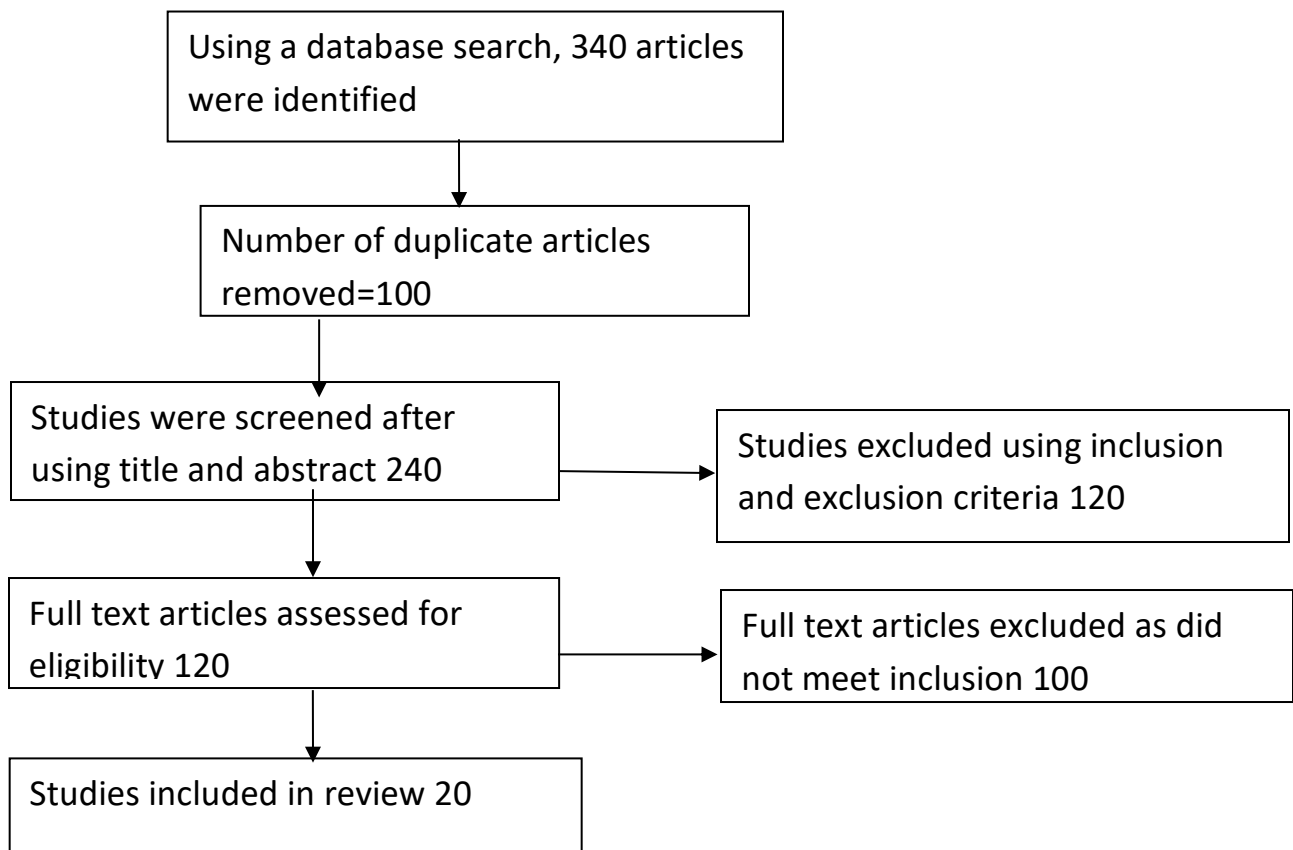 Using a database search, 340 articles
were identified
Number of duplicate articles
removed=100
Studies were screened after
using title and abstract 240
Studies excluded using inclusion
and exclusion criteria 120
Full text articles assessed for
eligibility 120
Full text articles excluded as did
not meet inclusion 100
Studies included in review 20